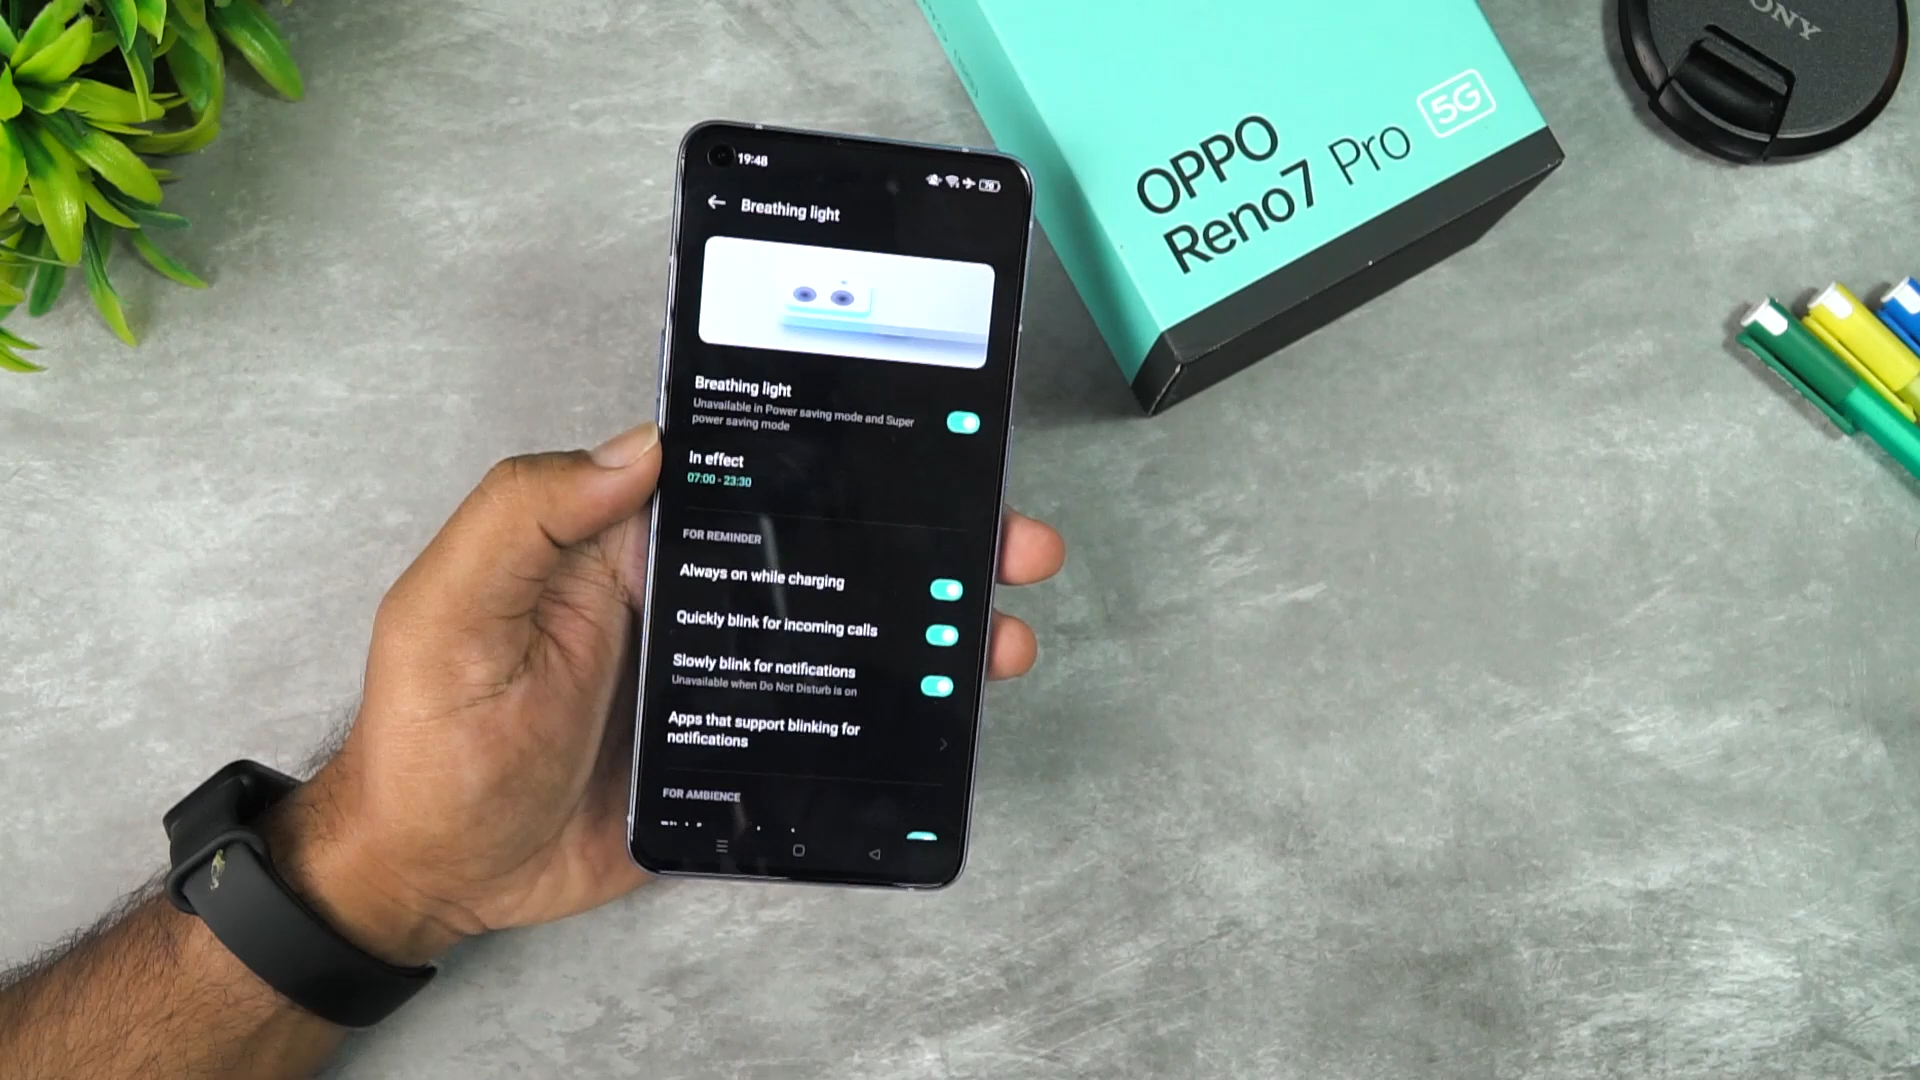 19:48
70
Breathing light
Breathing light
Unavailable in Power saving mode and Super
power saving mode
In effect
07:00 - 23:30
FOR REMINDER
Always on while charging
Quickly blink for incoming calls
Slowly blink for notifications
Unavailable when Do Not Disturb is on
Apps that support blinking for
notifications
FOR AMBIENCE
OPPO
Reno7 Pro 5G
SONY